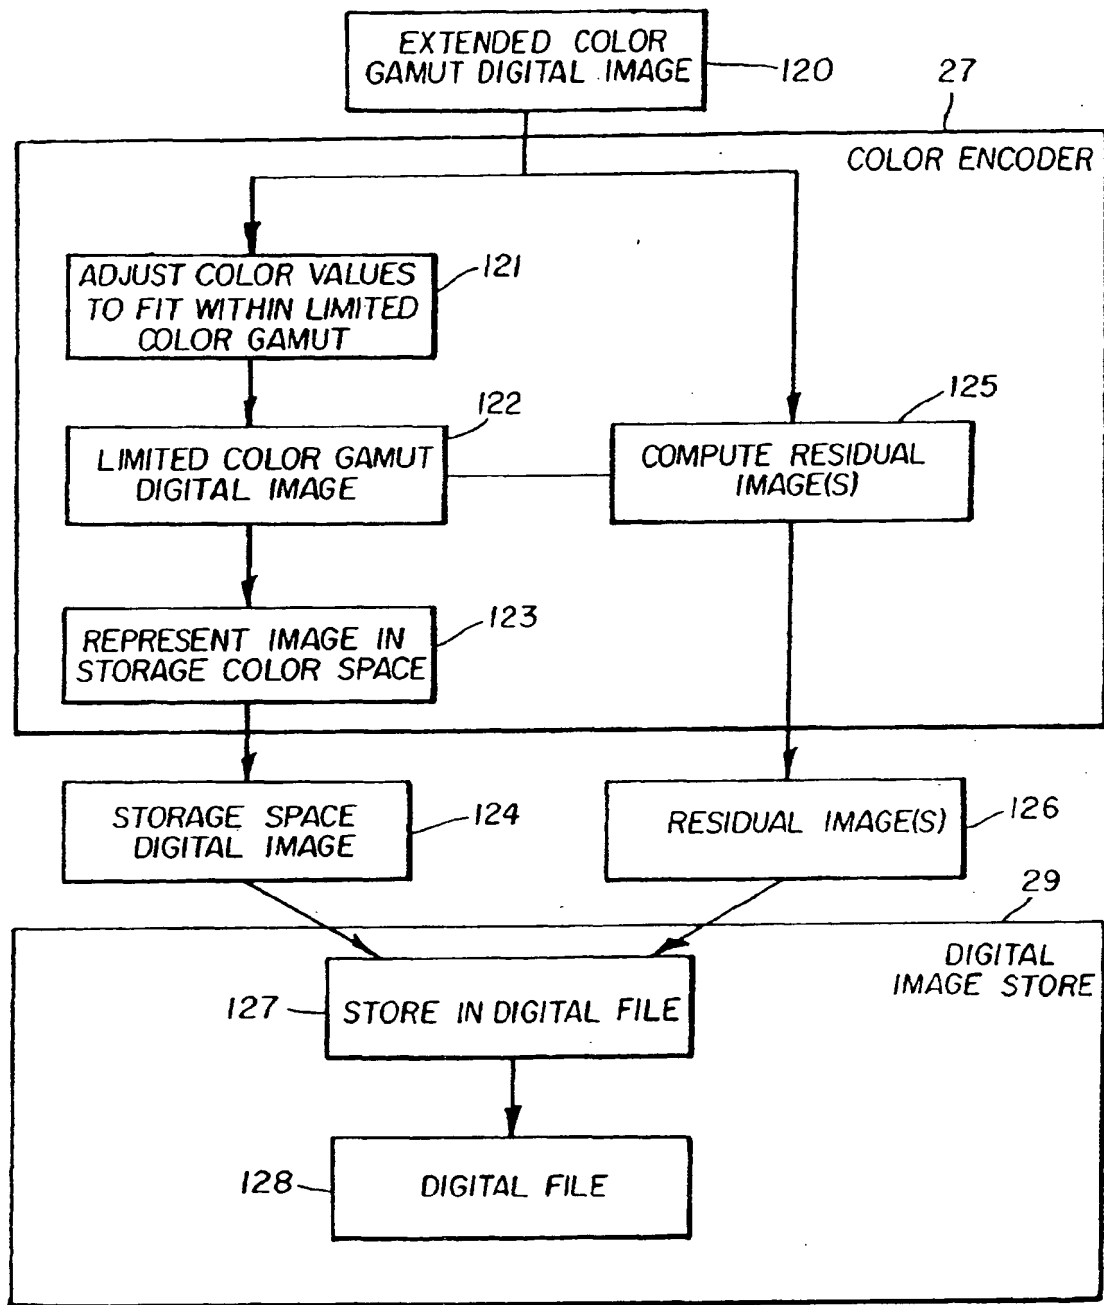 EXTENDED COLOR
GAMUT DIGITAL IMAGE
120
27
COLOR ENCODER
ADJUST COLOR VALUES
TO FIT WITHIN LIMITED
COLOR GAMUT
121
122
125
LIMITED COLOR GAMUT
DIGITAL IMAGE
COMPUTE RESIDUAL
IMAGE(S)
REPRESENT IMAGE IN
STORAGE COLOR SPACE
123
STORAGE SPACE
DIGITAL IMAGE
124
RESIDUAL IMAGE(S)
126
29
DIGITAL
IMAGE STORE
127
STORE IN DIGITAL FILE
128
DIGITAL FILE